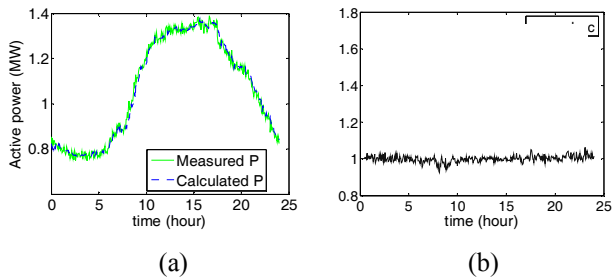 Active power (MW)
1.4
1.2
1
0.8
0
5
10
15
20
25
time (hour)
Measured P
Calculated P
(a)
1.8
1.6
1.4
1.2
1
0.8
0
5
10
15
20
25
time (hour)
c
(b)